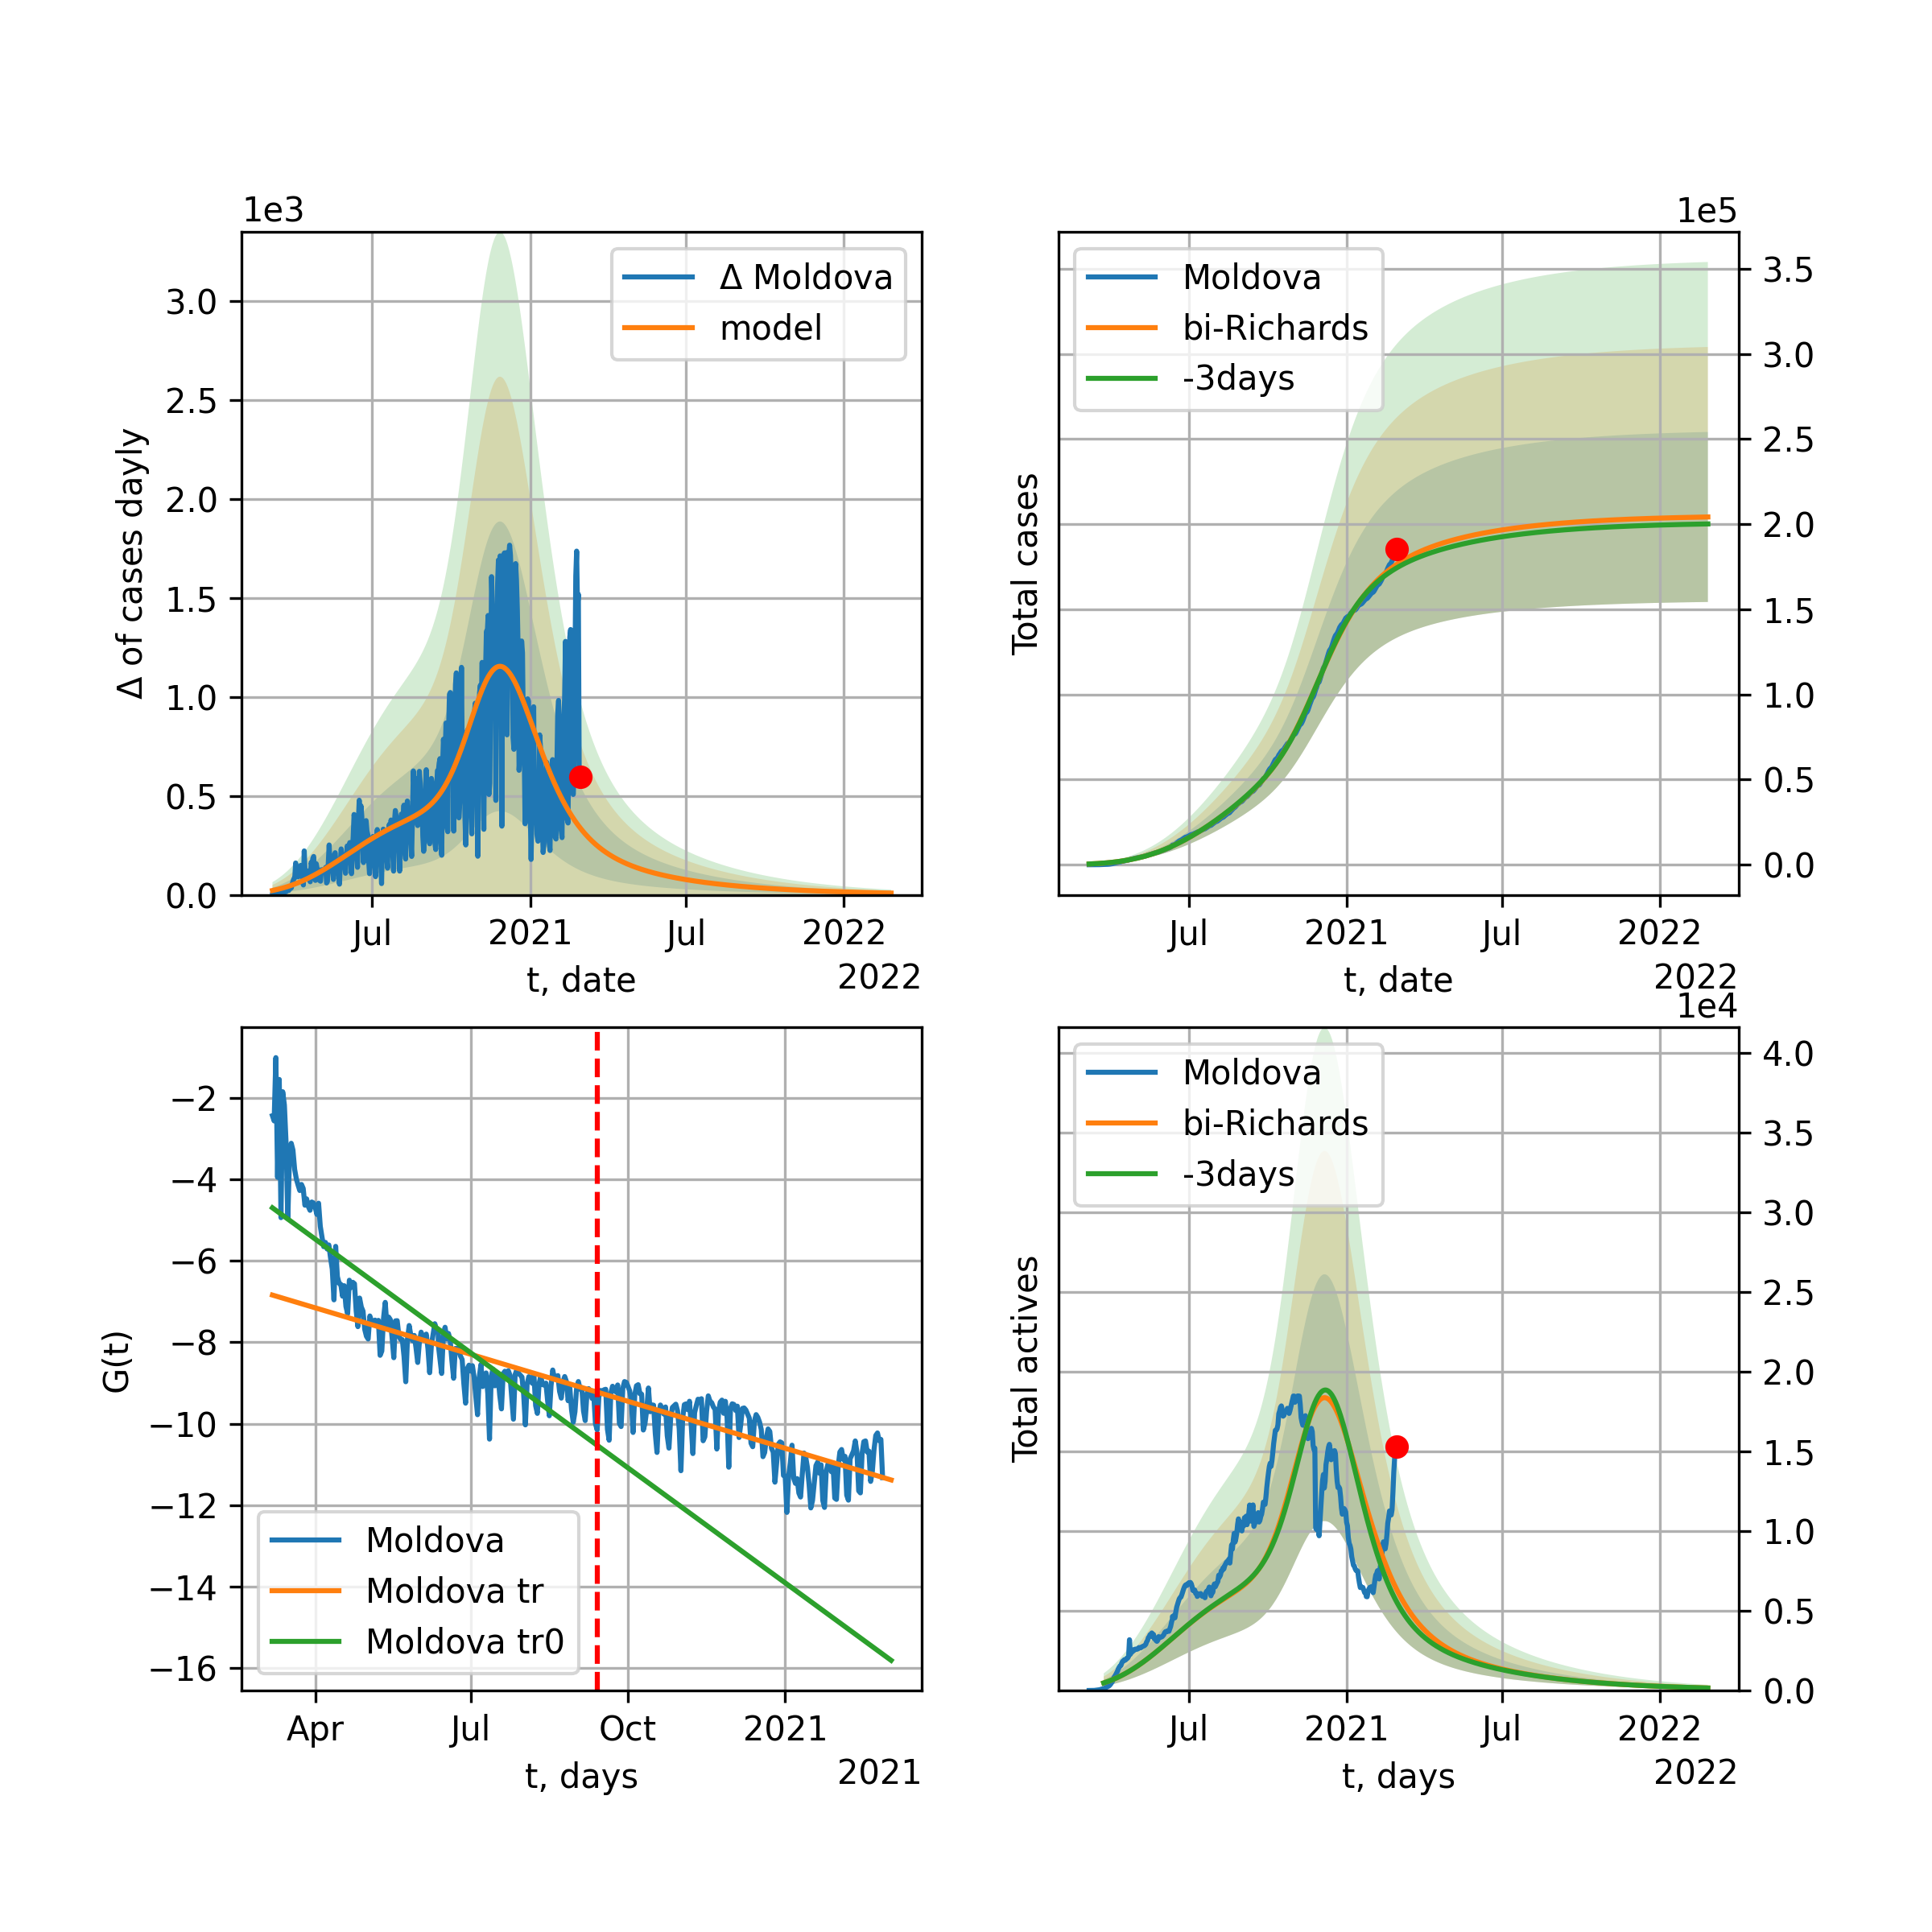 1e3
Δ Moldova
model
3.0
2.5
2.0
1.5
1.0
0.5
0.0
Δ of cases dayly
Jul
2021
Jul
2022
t, date
2022
1e5
Moldova
bi-Richards
-3days
3.5
3.0
2.5
2.0
1.5
1.0
0.5
0.0
Total cases
Jul
2021
Jul
2022
t, date
2022
−2
−4
−6
−8
−10
−12
−14
−16
G(t)
Moldova
Moldova tr
Moldova tr0
Apr
Jul
Oct
2021
t, days
2021
1e4
Moldova
bi-Richards
-3days
4.0
3.5
3.0
2.5
2.0
1.5
1.0
0.5
0.0
Total actives
Jul
2021
Jul
2022
t, days
2022